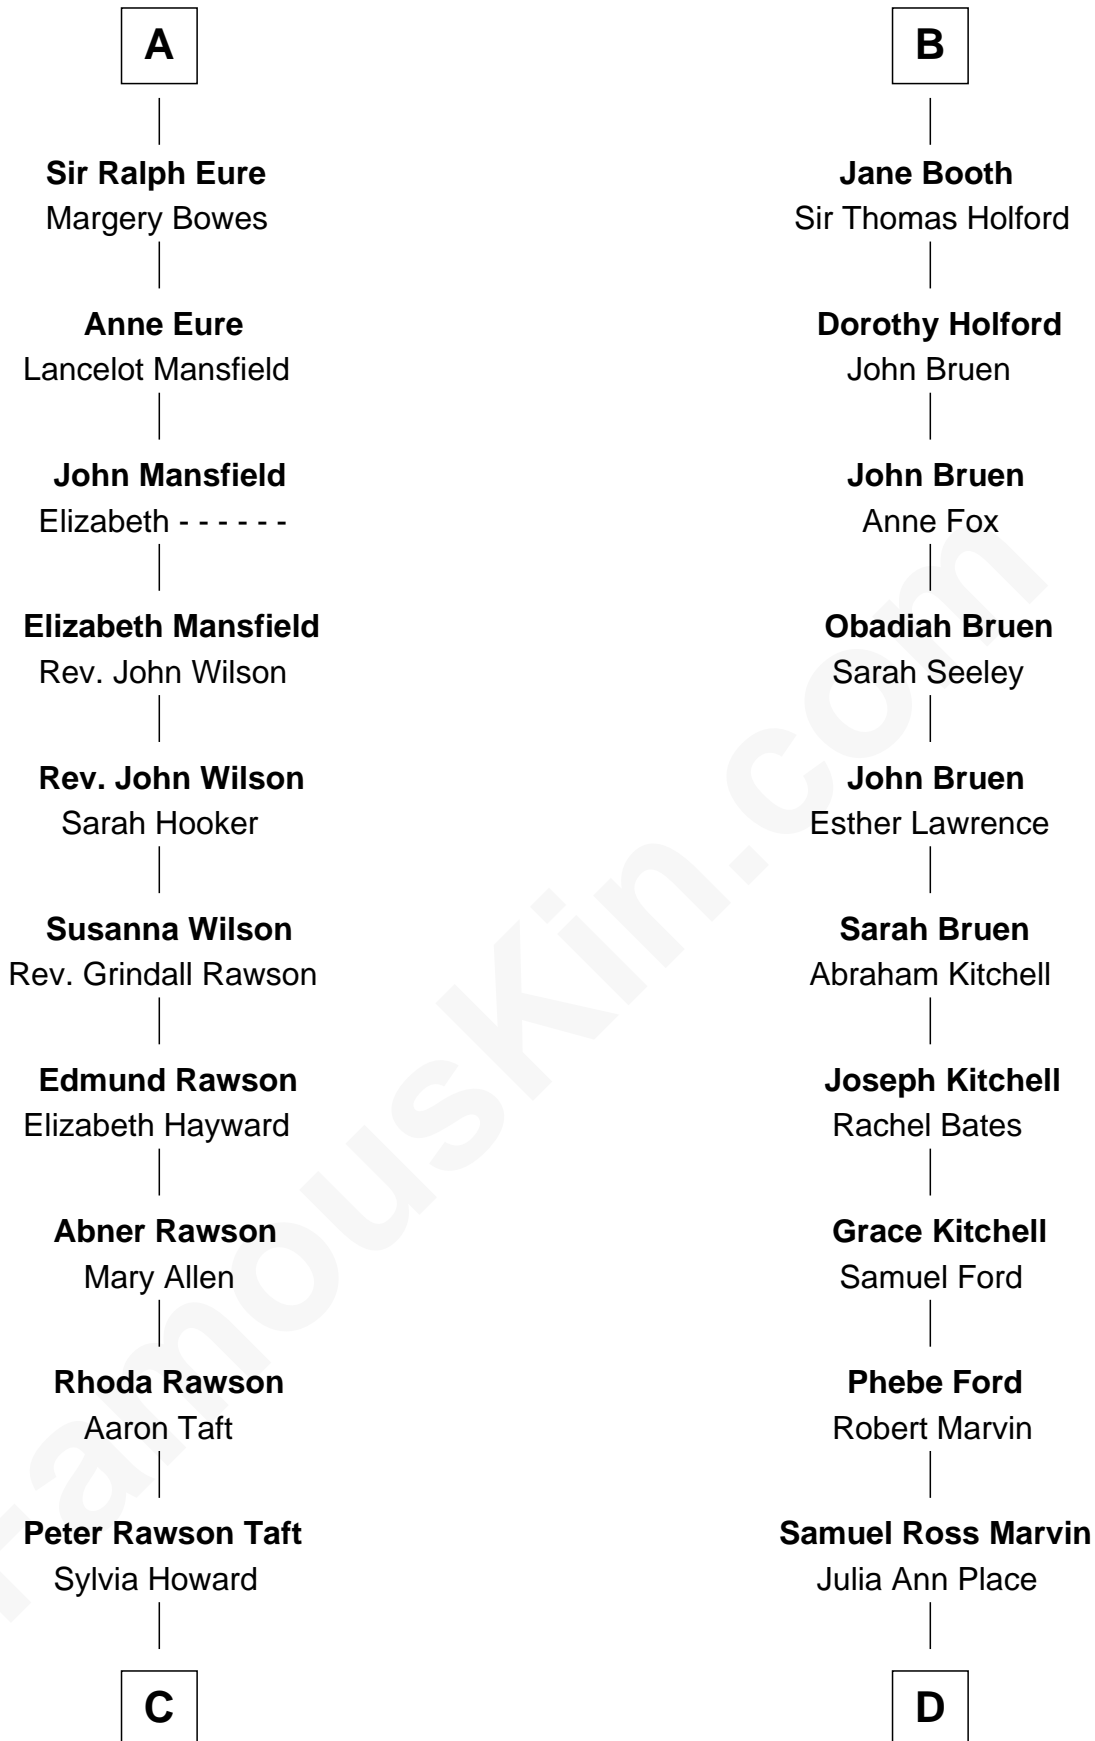 A
Sir Ralph Eure
Margery Bowes
Anne Eure
Lancelot Mansfield
John Mansfield
Elizabeth - - - - - -
Elizabeth Mansfield
Rev. John Wilson
Rev. John Wilson
Sarah Hooker
Susanna Wilson
Rev. Grindall Rawson
Edmund Rawson
Elizabeth Hayward
Abner Rawson
Mary Allen
Rhoda Rawson
Aaron Taft
Peter Rawson Taft
Sylvia Howard
C
B
Jane Booth
Sir Thomas Holford
Dorothy Holford
John Bruen
John Bruen
Anne Fox
Obadiah Bruen
Sarah Seeley
John Bruen
Esther Lawrence
Sarah Bruen
Abraham Kitchell
Joseph Kitchell
Rachel Bates
Grace Kitchell
Samuel Ford
Phebe Ford
Robert Marvin
Samuel Ross Marvin
Julia Ann Place
D
FamousKin.com